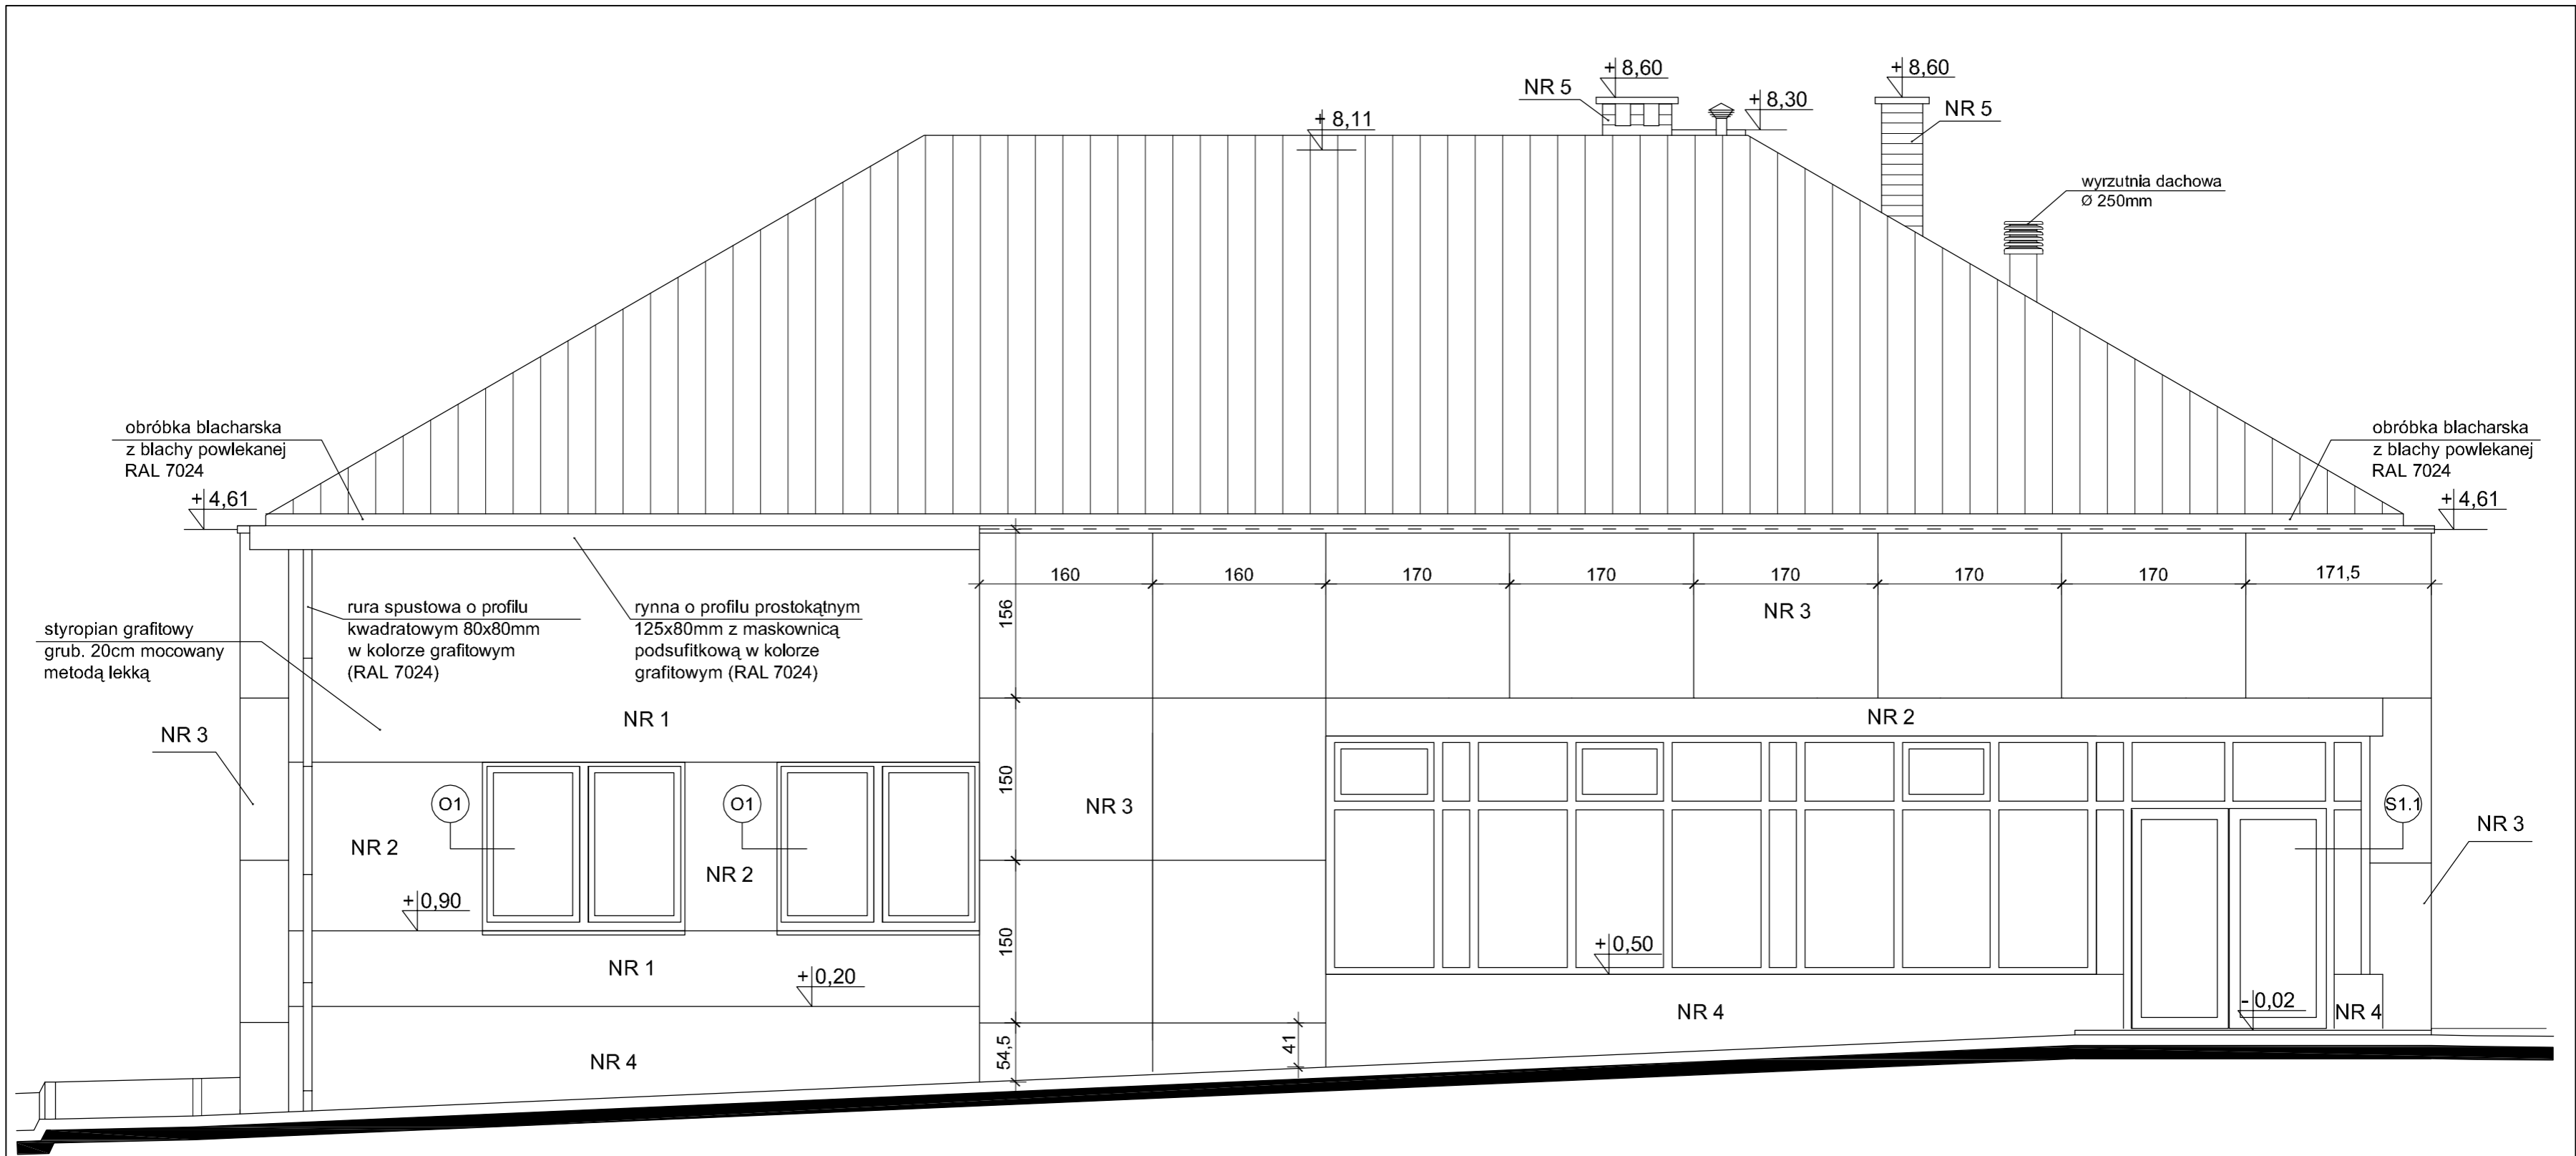 + 8,60
NR 5
+ 8,60
+ 8,30
NR 5
+ 8,11
wyrzutnia dachowa
Ø 250mm
obróbka blacharska
z blachy powlekanej
RAL 7024
obróbka blacharska
z blachy powlekanej
RAL 7024
+ 4,61
+ 4,61
160
160
170
170
170
170
170
171,5
156
NR 3
rura spustowa o profilu
kwadratowym 80x80mm
w kolorze grafitowym
(RAL 7024)
rynna o profilu prostokątnym
125x80mm z maskownicą
podsufitkową w kolorze
grafitowym (RAL 7024)
styropian grafitowy
grub. 20cm mocowany
metodą lekką
NR 1
NR 2
NR 3
150
NR 3
O1
O1
S1.1
NR 3
NR 2
NR 2
+ 0,90
150
+ 0,50
NR 1
+ 0,20
- 0,02
NR 4
NR 4
54,5
41
NR 4